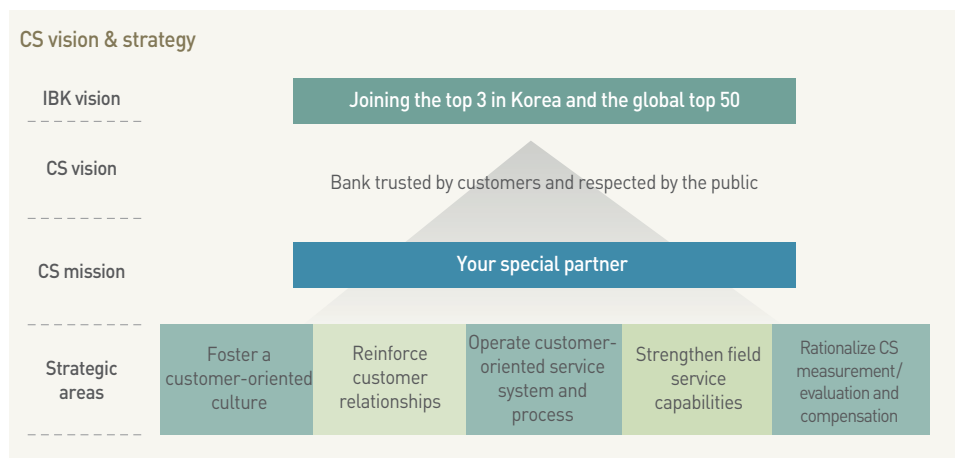 CS vision & strategy
IBK vision
Joining the top 3 in Korea and the global top 50
CS vision
Bank trusted by customers and respected by the public
CS mission
Your special partner
Strategic
areas
Foster a
customer-oriented
culture
Reinforce
customer
relationships
Operate customer-
oriented service
system and
process
Strengthen field
service
capabilities
Rationalize CS
measurement/
evaluation and
compensation